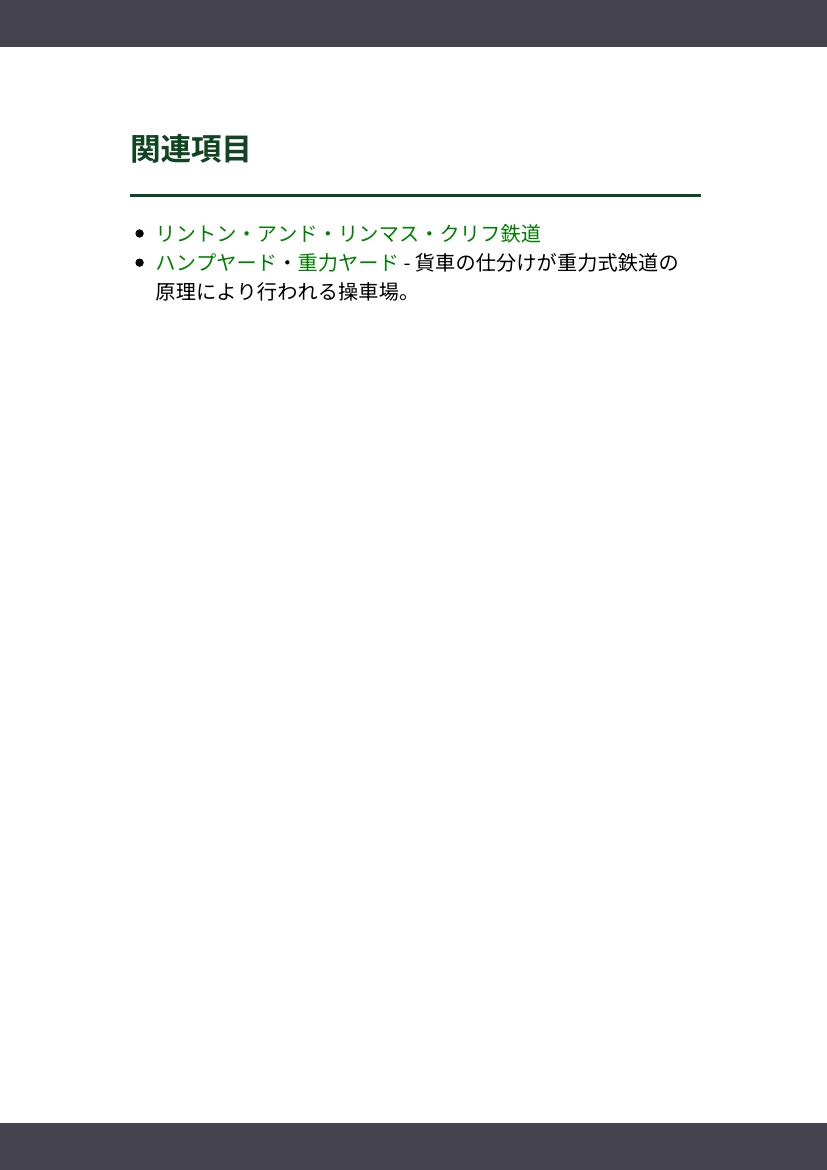 関連項目
リントン・アンド・リンマス・クリフ鉄道
ハンプヤード・重力ヤード - 貨車の仕分けが重力式鉄道の
原理により行われる操車場。